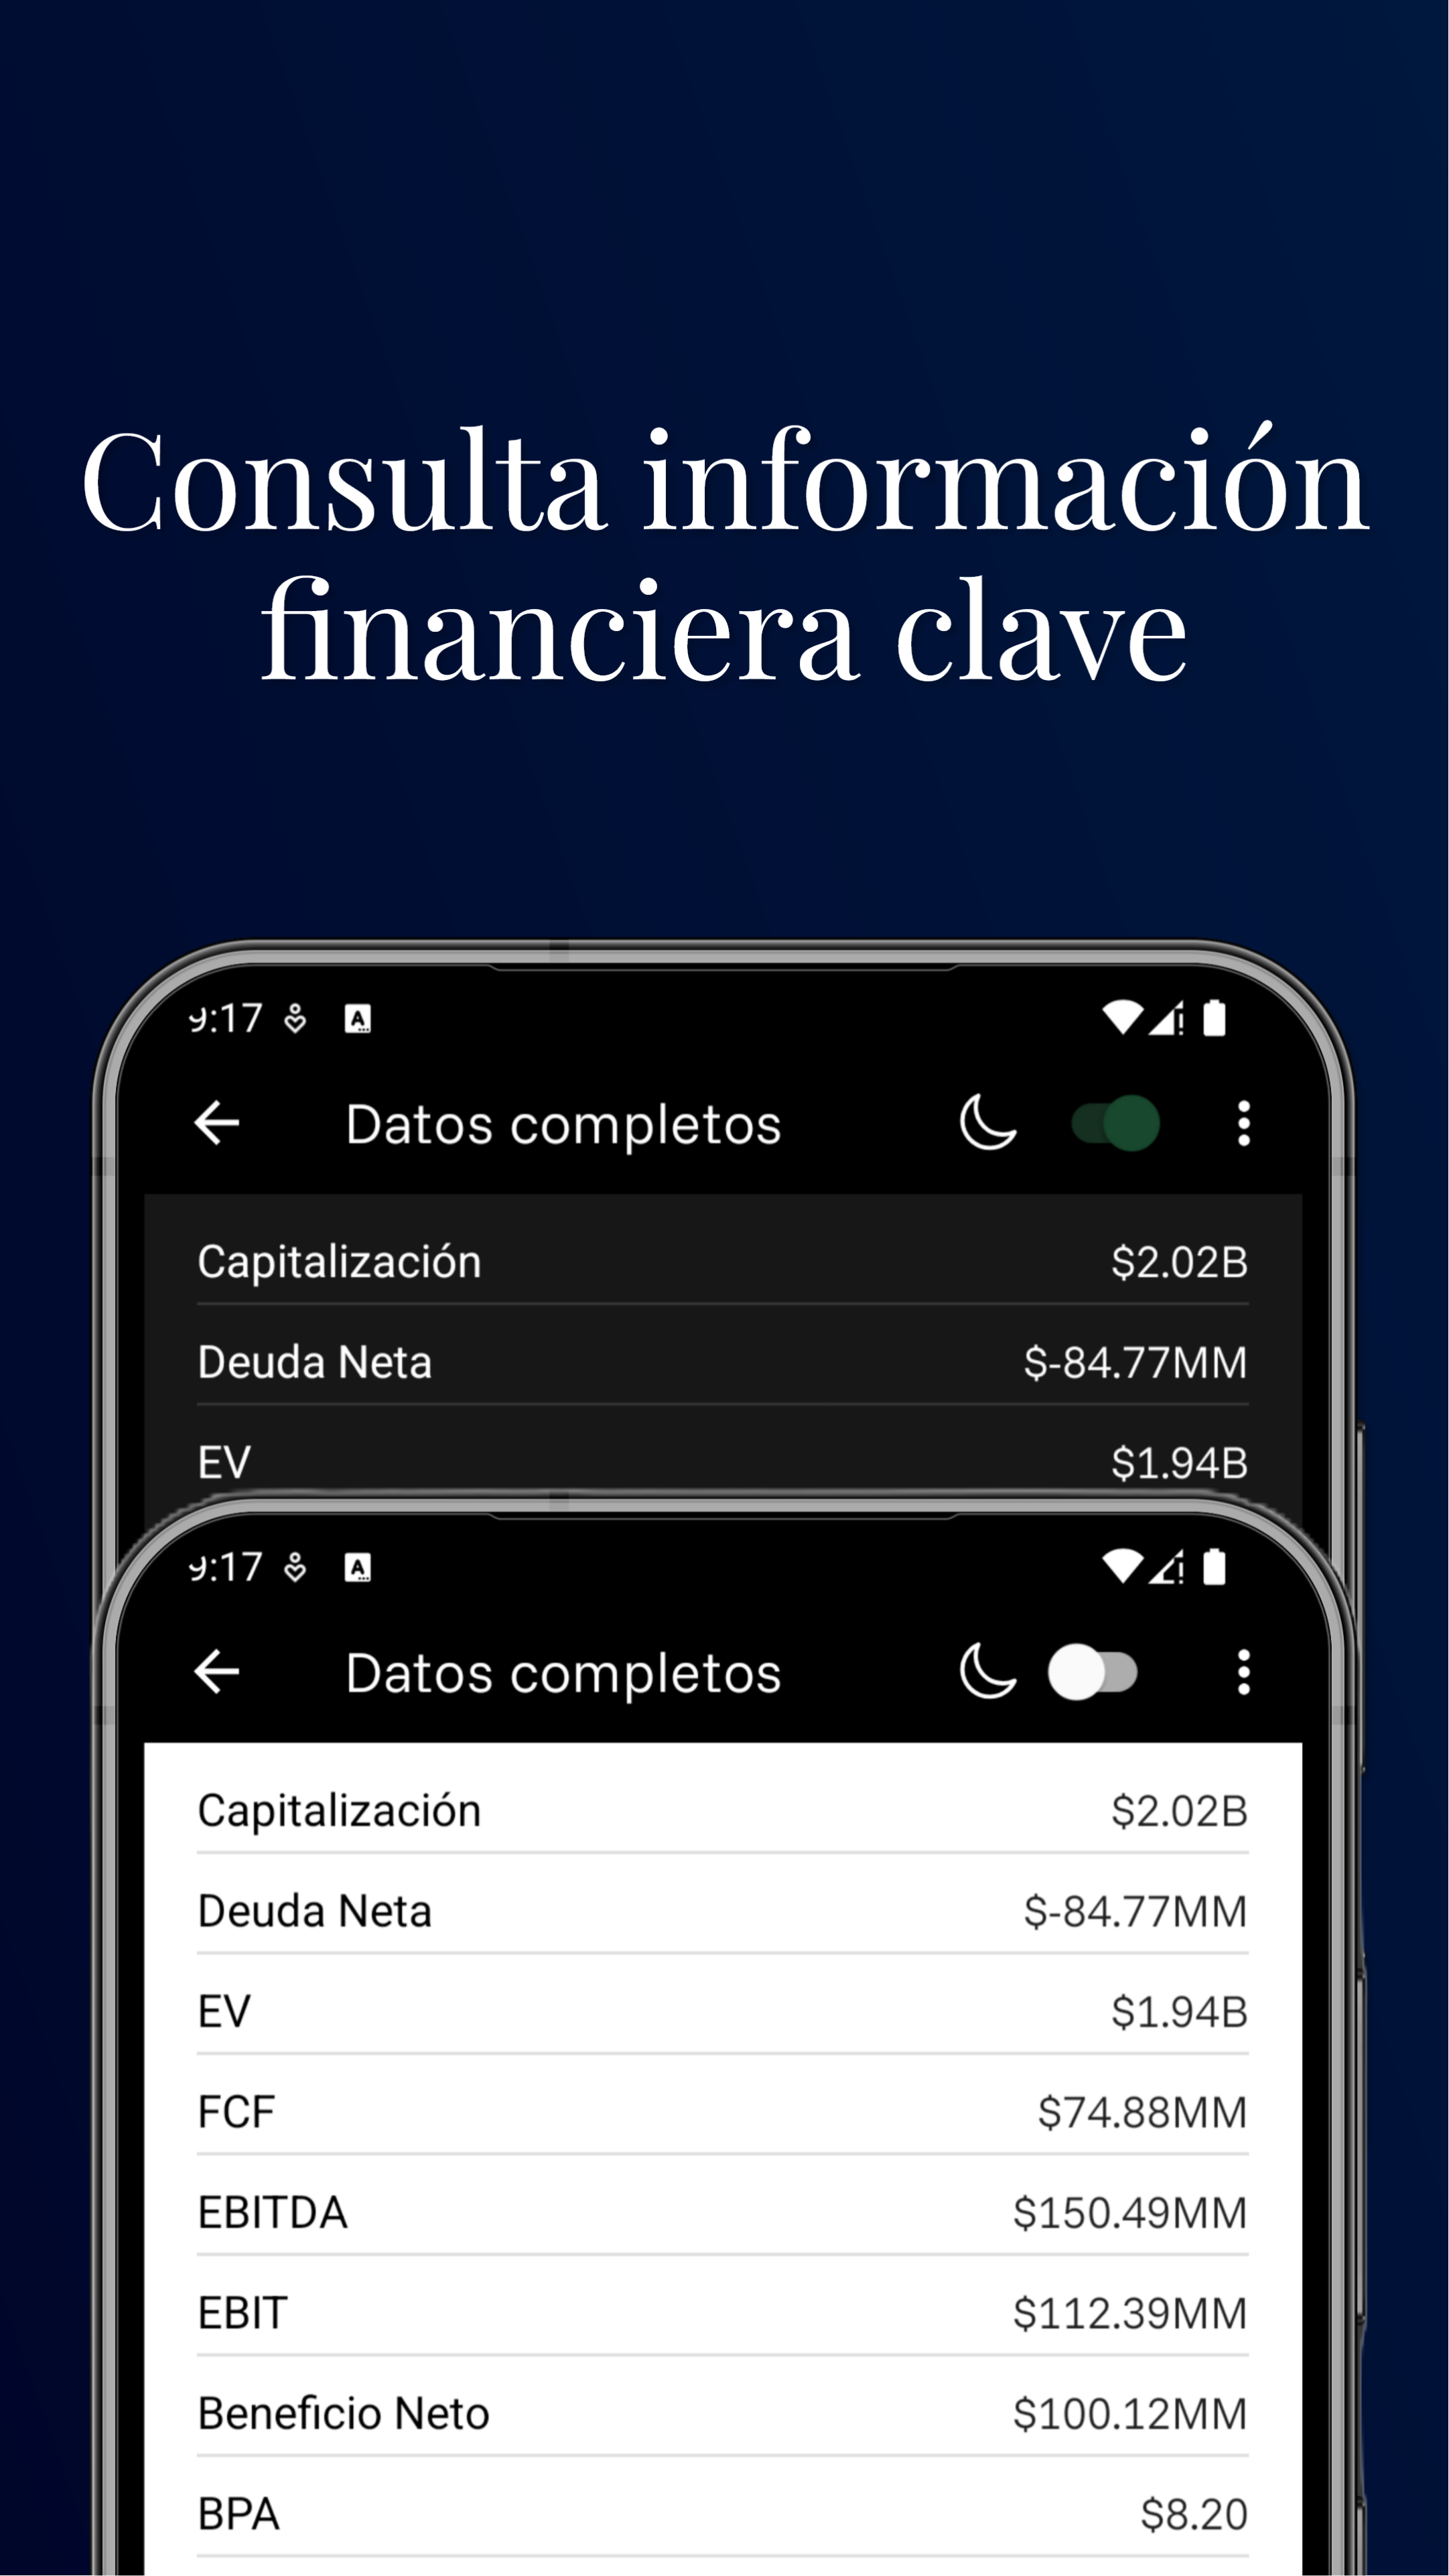 Consulta información
financiera clave
9:17
Datos completos
Capitalización $2.02B
Deuda Neta $-84.77MM
EV $1.94B
9:17
Datos completos
Capitalización $2.02B
Deuda Neta $-84.77MM
EV $1.94B
FCF $74.88MM
EBITDA $150.49MM
EBIT $112.39MM
Beneficio Neto $100.12MM
BPA $8.20